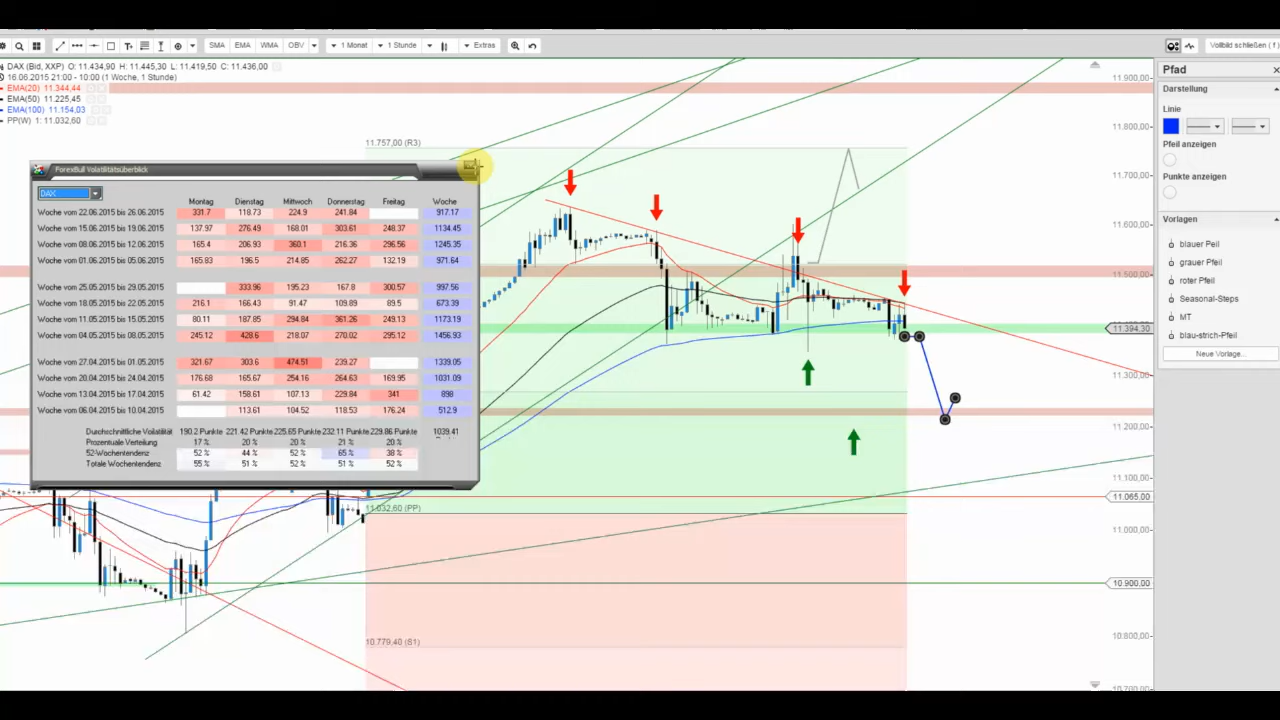 SMA EMA WMA OBV 1 Monat 1 Stunde Extras Vollbild schließen ( f )
DAX (Bid, XXP) O: 11.434,90 H: 11.445,30 L: 11.419,50 C: 11.436,00
16.06.2015 21:00 - 10:00 (1 Woche, 1 Stunde)
EMA(20) 11.344,44
EMA(50) 11.225,45
EMA(100) 11.154,03
PP(W) 1: 11.032,60
11.757,00 (R3)
ForexBull Volatilitätsüberblick
DAX
Montag Dienstag Mittwoch Donnerstag Freitag Woche
Woche vom 22.06.2015 bis 26.06.2015 331.7 118.73 224.9 241.84 917.17
Woche vom 15.06.2015 bis 19.06.2015 137.97 276.49 168.01 303.61 248.37 1134.45
Woche vom 08.06.2015 bis 12.06.2015 165.4 206.93 360.1 216.36 296.56 1245.35
Woche vom 01.06.2015 bis 05.06.2015 165.83 196.5 214.85 262.27 132.19 971.64
Woche vom 25.05.2015 bis 29.05.2015 333.96 195.23 167.8 300.57 997.56
Woche vom 18.05.2015 bis 22.05.2015 216.1 166.43 91.47 109.89 89.5 673.39
Woche vom 11.05.2015 bis 15.05.2015 80.11 187.85 294.84 361.26 249.13 1173.19
Woche vom 04.05.2015 bis 08.05.2015 245.12 428.6 218.07 270.02 295.12 1456.93
Woche vom 27.04.2015 bis 01.05.2015 321.67 303.6 474.51 239.27 1339.05
Woche vom 20.04.2015 bis 24.04.2015 176.68 165.67 254.16 264.63 169.95 1031.09
Woche vom 13.04.2015 bis 17.04.2015 61.42 158.61 107.13 229.84 341 898
Woche vom 06.04.2015 bis 10.04.2015 113.61 104.52 118.53 176.24 512.9
Durchschnittliche Volatilität 190.2 Punkte 221.42 Punkte 225.65 Punkte 232.11 Punkte 229.86 Punkte 1039.41
Prozentuale Verteilung 17 % 20 % 20 % 21 % 20 %
52-Wochentendenz 52 % 44 % 52 % 65 % 38 %
Totale Wochentendenz 55 % 51 % 52 % 51 % 52 %
11.032,60 (PP)
10.779,40 (S1)
11.900,00
11.800,00
11.700,00
11.600,00
11.500,00
11.394,30
11.300,00
11.200,00
11.100,00
11.065,00
11.000,00
10.900,00
10.800,00
10.700,00
Pfad
Darstellung
Linie
Pfeil anzeigen
Punkte anzeigen
Vorlagen
blauer Peil
grauer Pfeil
roter Pfeil
Seasonal-Steps
MT
blau-strich-Pfeil
Neue Vorlage...